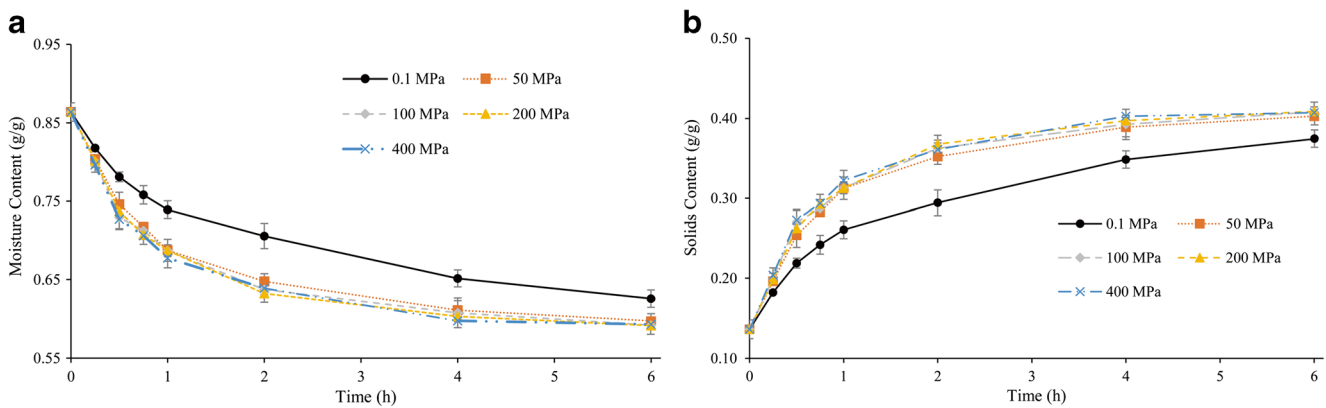 a
0.95
0.85
0.75
0.65
0.55
Moisture Content (g/g)
0.1 MPa
50 MPa
100 MPa
200 MPa
400 MPa
0 1 2 3 4 5 6
Time (h)
b
0.50
0.40
0.30
0.20
0.10
Solids Content (g/g)
0.1 MPa
50 MPa
100 MPa
200 MPa
400 MPa
0 1 2 3 4 5 6
Time (h)